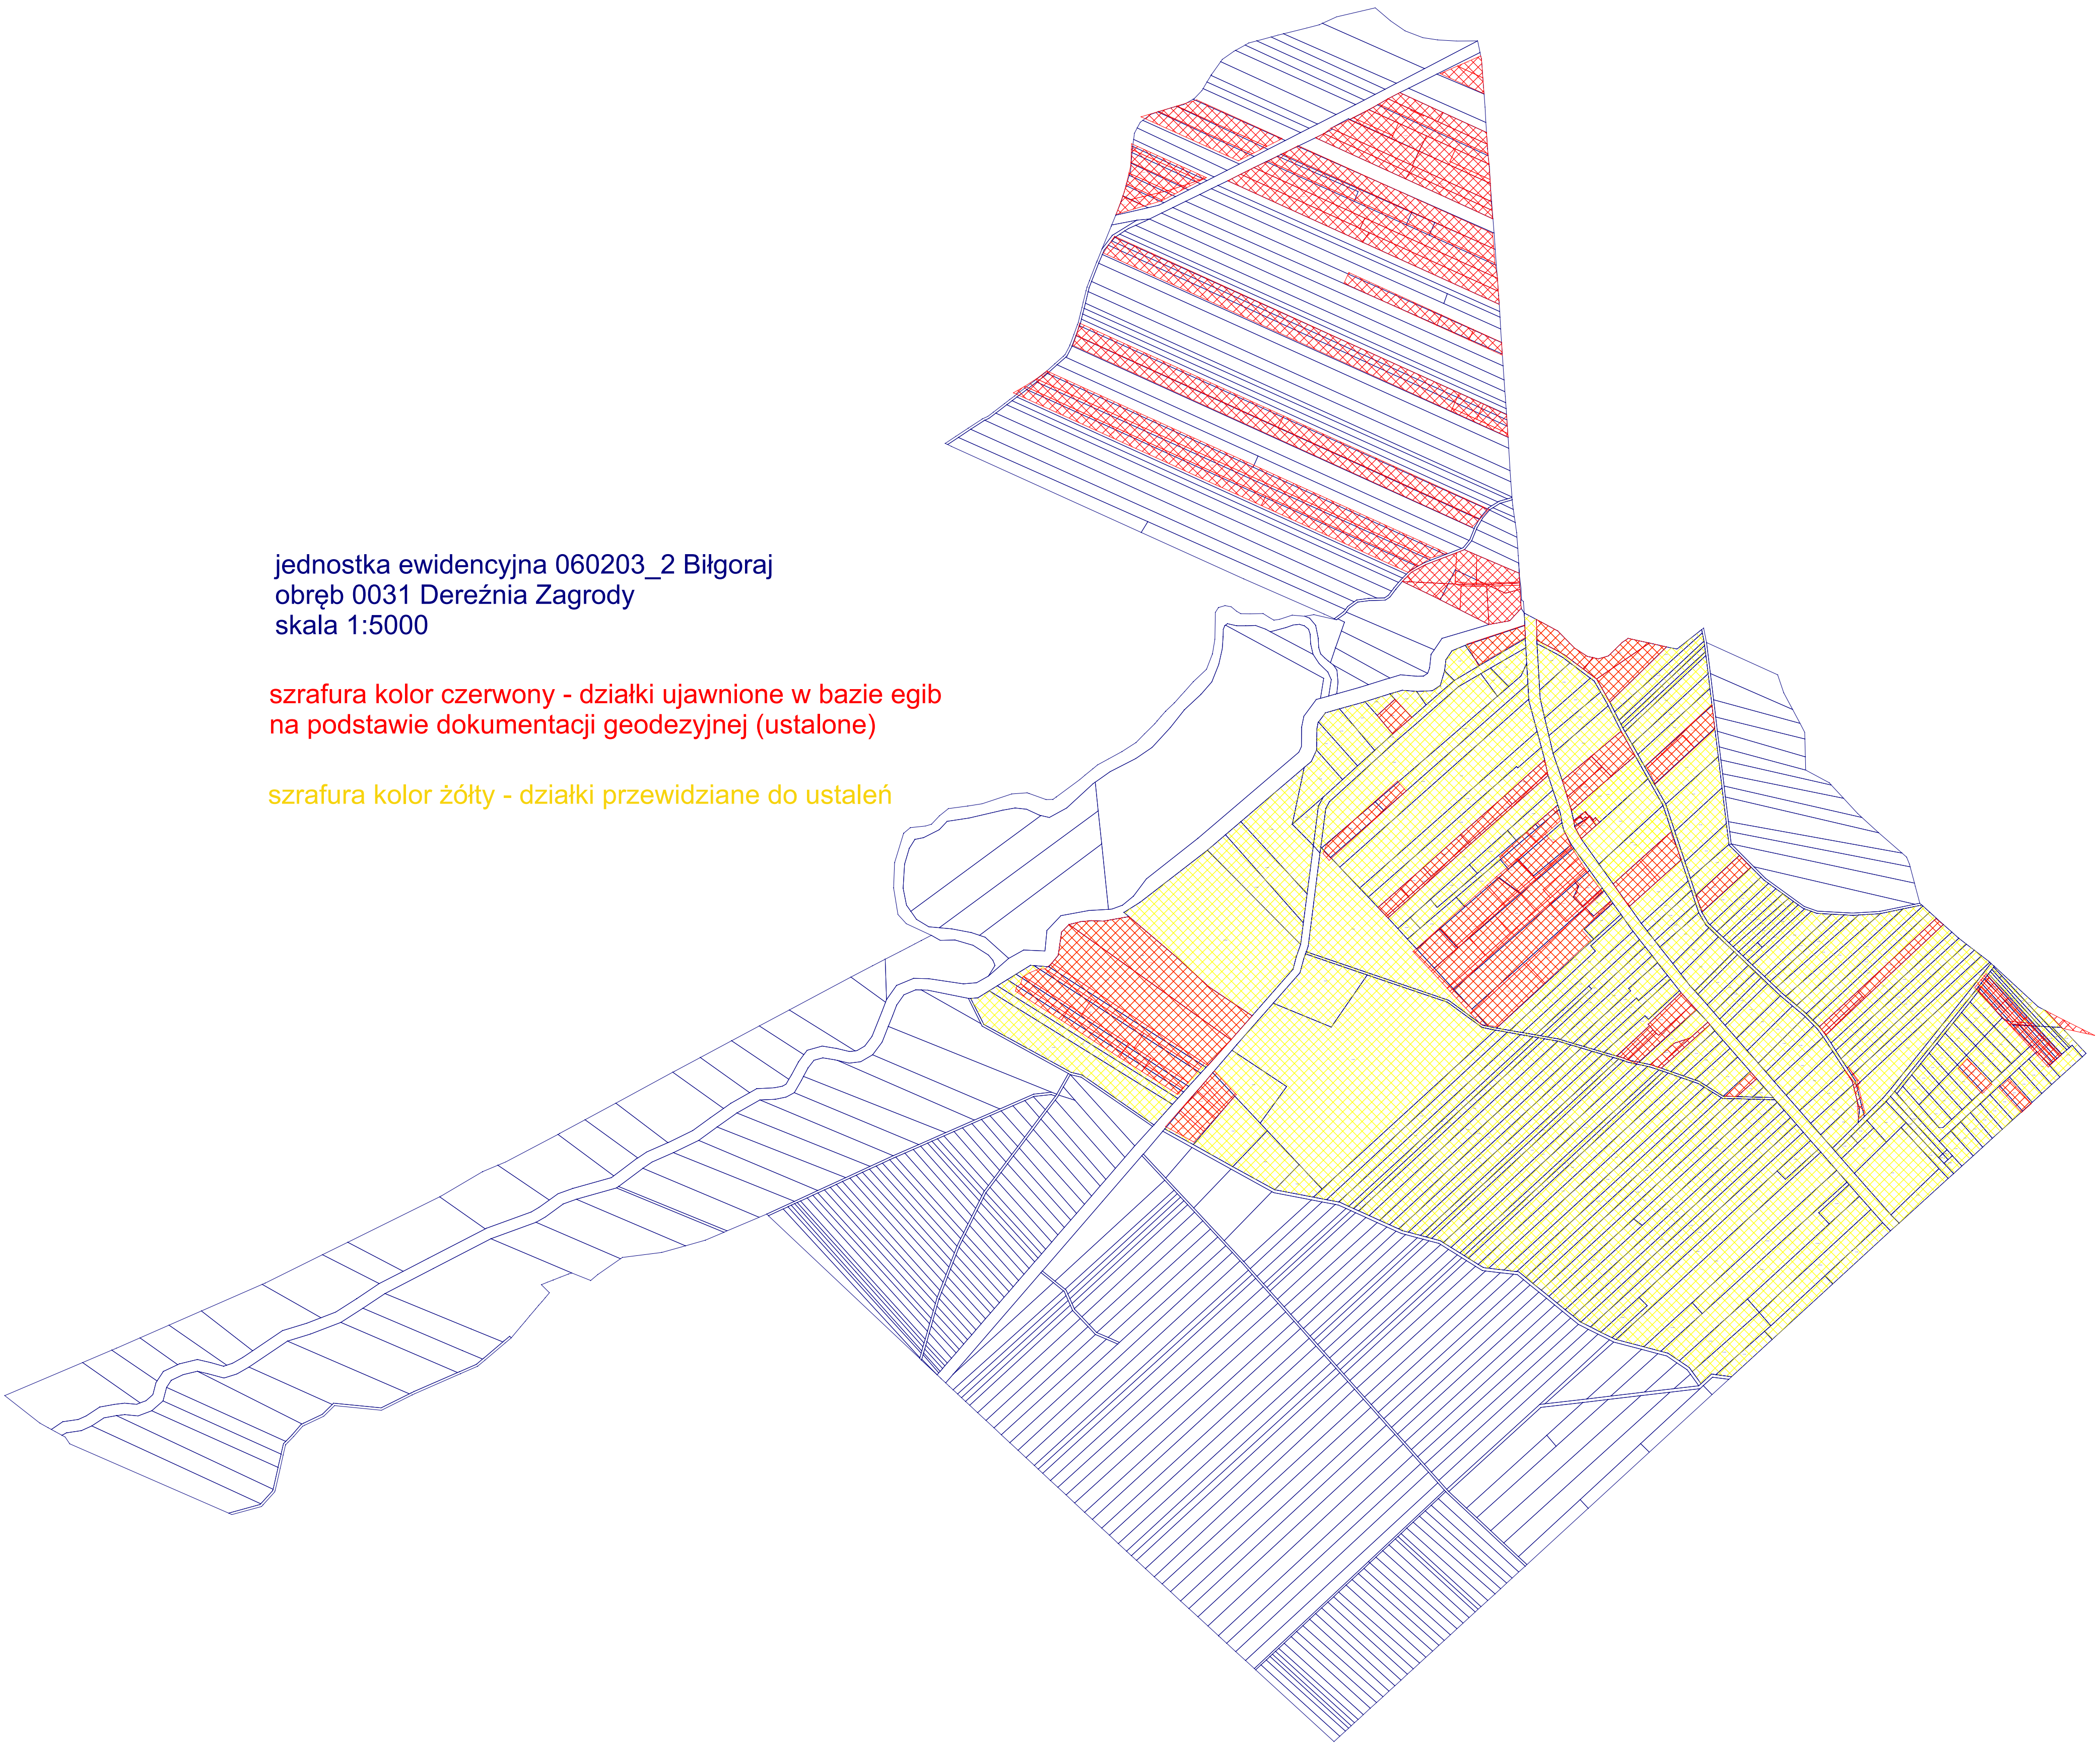 jednostka ewidencyjna 060203_2 Biłgoraj
obręb 0031 Dereźnia Zagrody
skala 1:5000
szrafura kolor czerwony - działki ujawnione w bazie egib
na podstawie dokumentacji geodezyjnej (ustalone)
szrafura kolor żółty - działki przewidziane do ustaleń